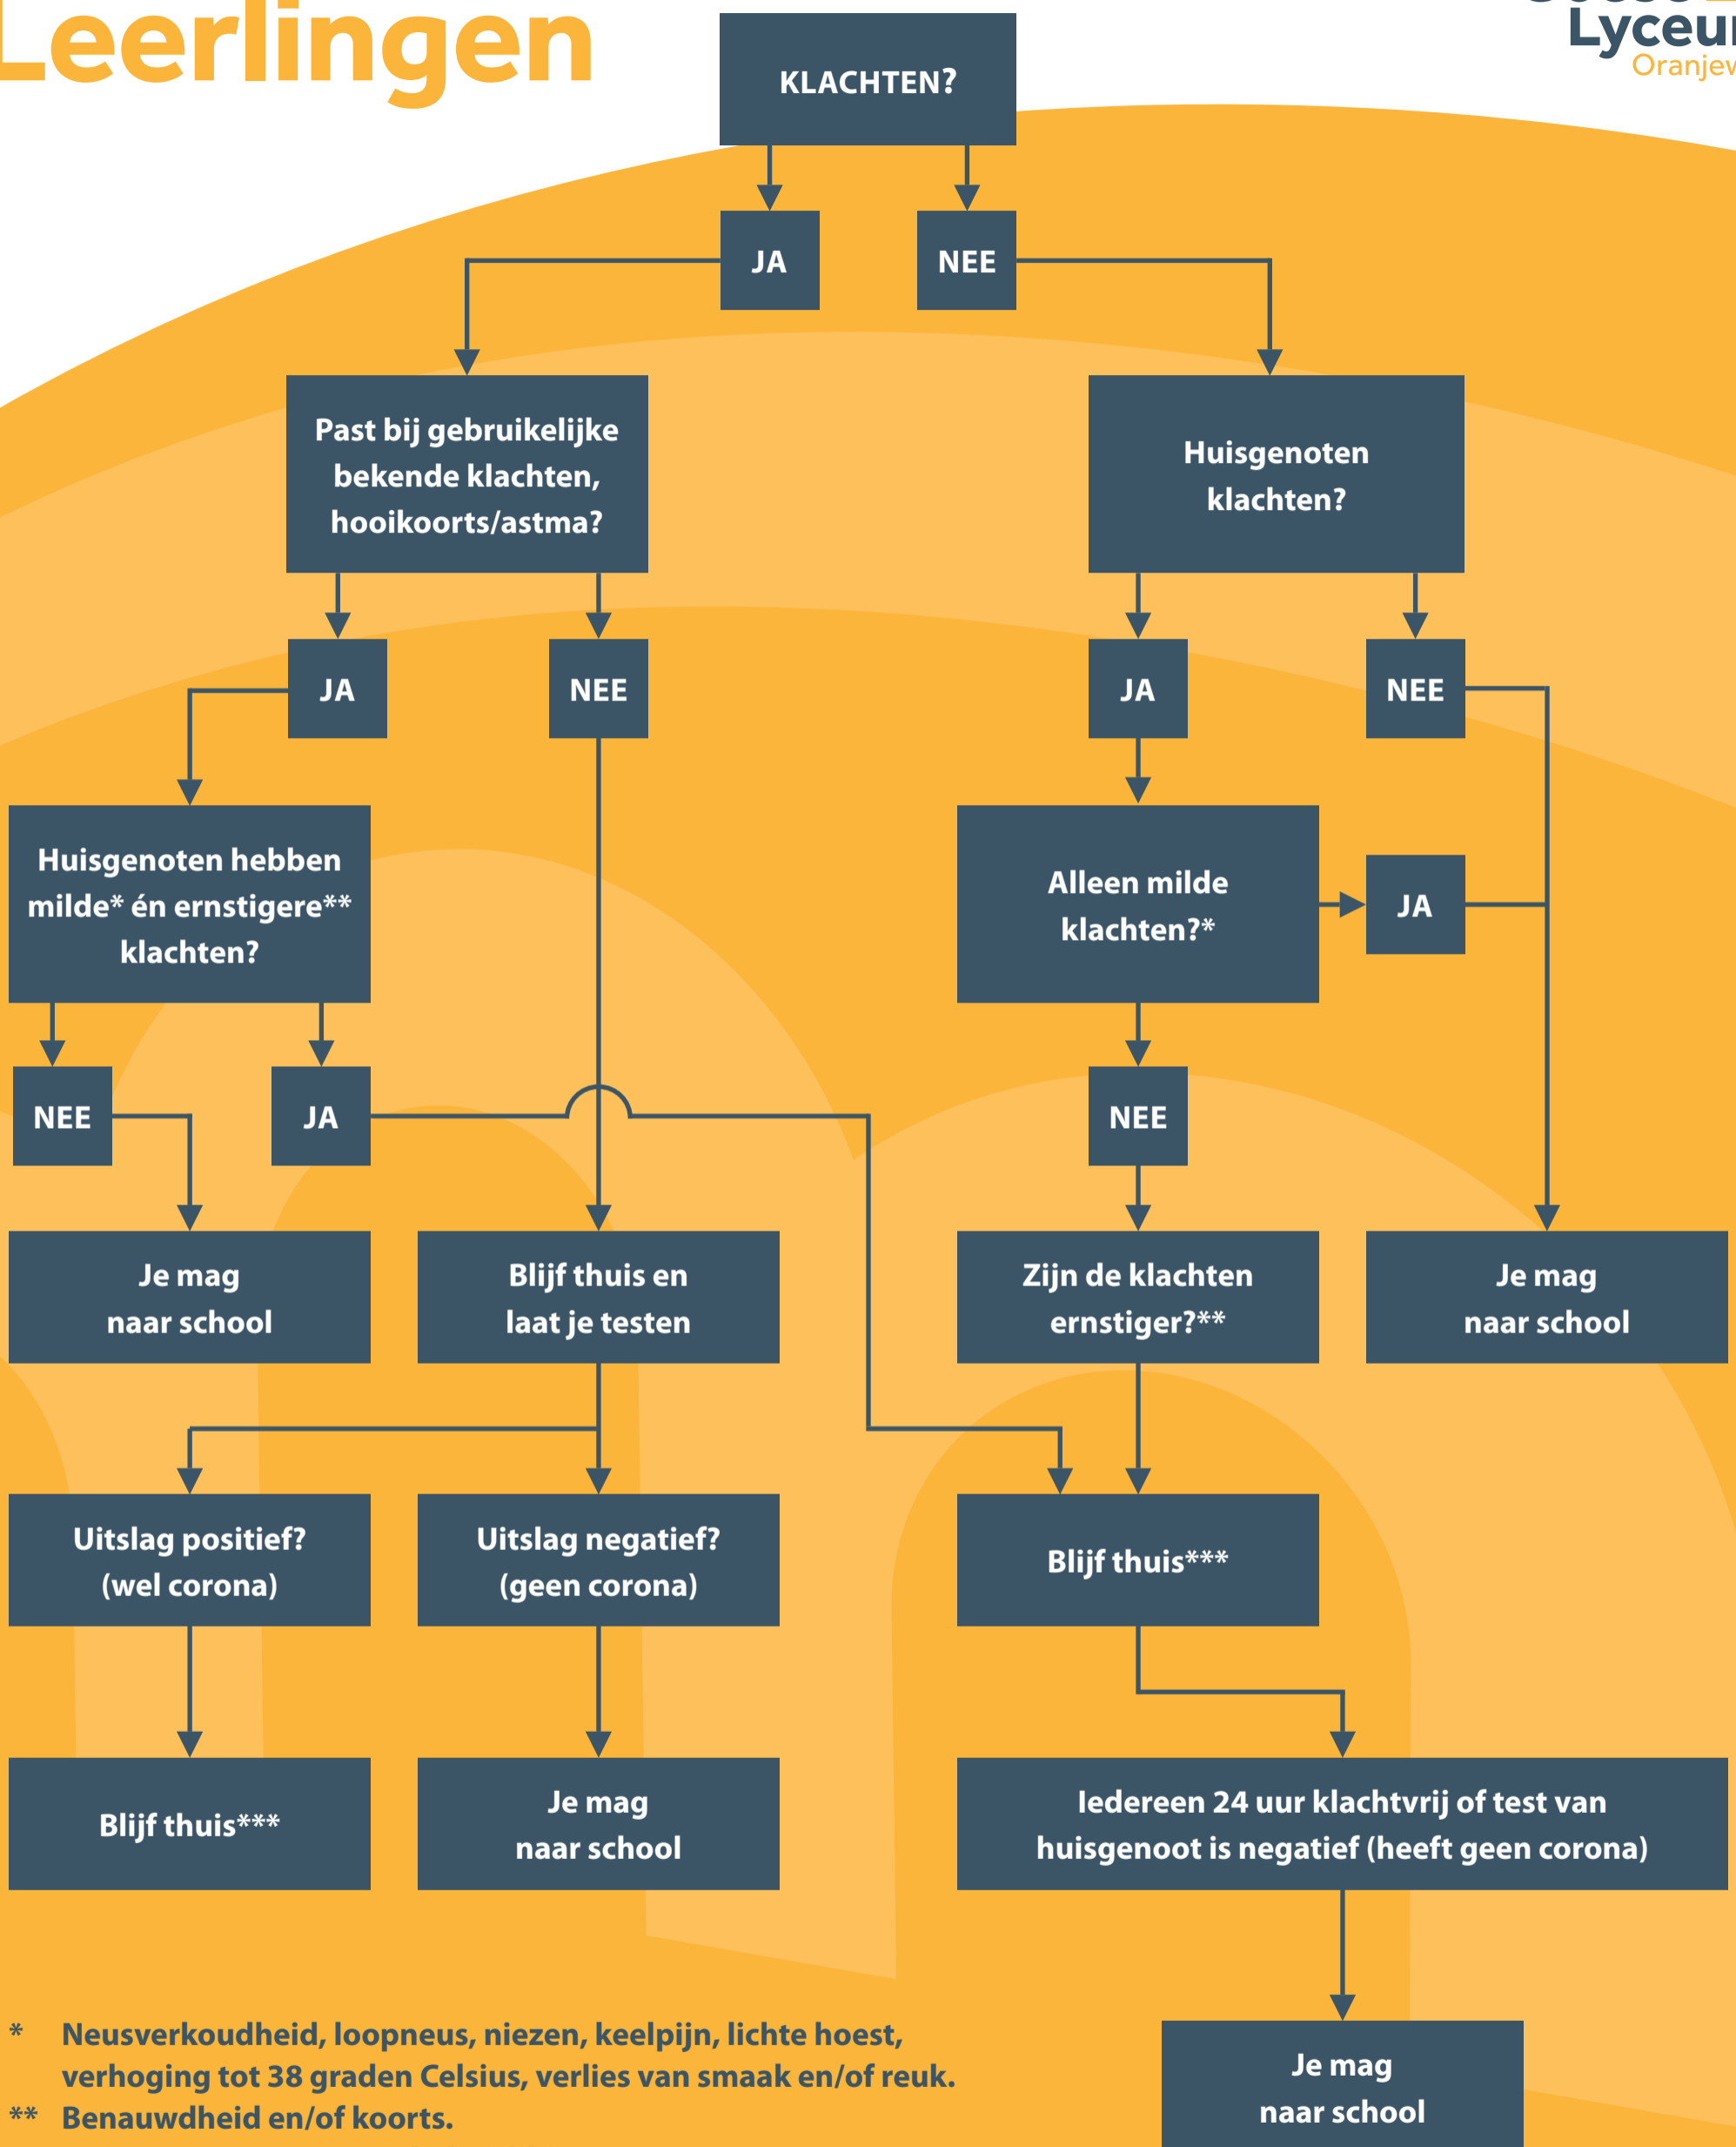 Leerlingen
Lyceu
Oranjew
KLACHTEN?
JA
NEE
Past bij gebruikelijke
bekende klachten,
hooikoorts/astma?
Huisgenoten
klachten?
JA
NEE
JA
NEE
Huisgenoten hebben
milde* én ernstigere**
klachten?
Alleen milde
klachten?*
JA
NEE
JA
NEE
Je mag
naar school
Blijf thuis en
laat je testen
Zijn de klachten
ernstiger?**
Je mag
naar school
Uitslag positief?
(wel corona)
Uitslag negatief?
(geen corona)
Blijf thuis***
Blijf thuis***
Je mag
naar school
Iedereen 24 uur klachtvrij of test van
huisgenoot is negatief (heeft geen corona)
* Neusverkoudheid, loopneus, niezen, keelpijn, lichte hoest,
verhoging tot 38 graden Celsius, verlies van smaak en/of reuk.
** Benauwdheid en/of koorts.
Je mag
naar school